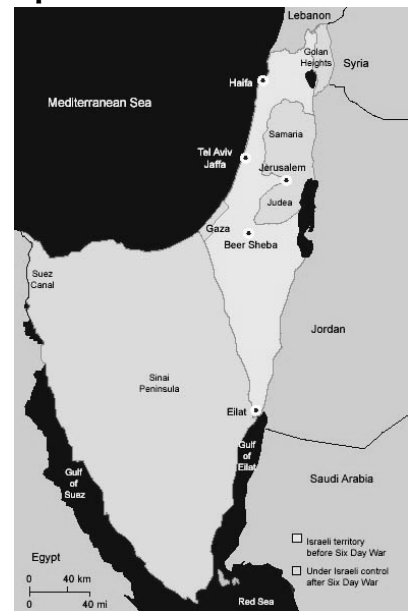 Lebanon
Golan
Heights
Syria
Haifa
Mediterranean Sea
Samaria
Tel Aviv
Jaffa
Jerusalem
Judea
Gaza
Beer Sheba
Suez
Canal
Jordan
Sinai
Peninsula
Eilat
Gulf
of
Eilat
Gulf
of
Suez
Saudi Arabia
Israeli territory
before Six Day War
Egypt
Under Israeli control
after Six Day War
0 40 km
0 40 mi
Red Sea